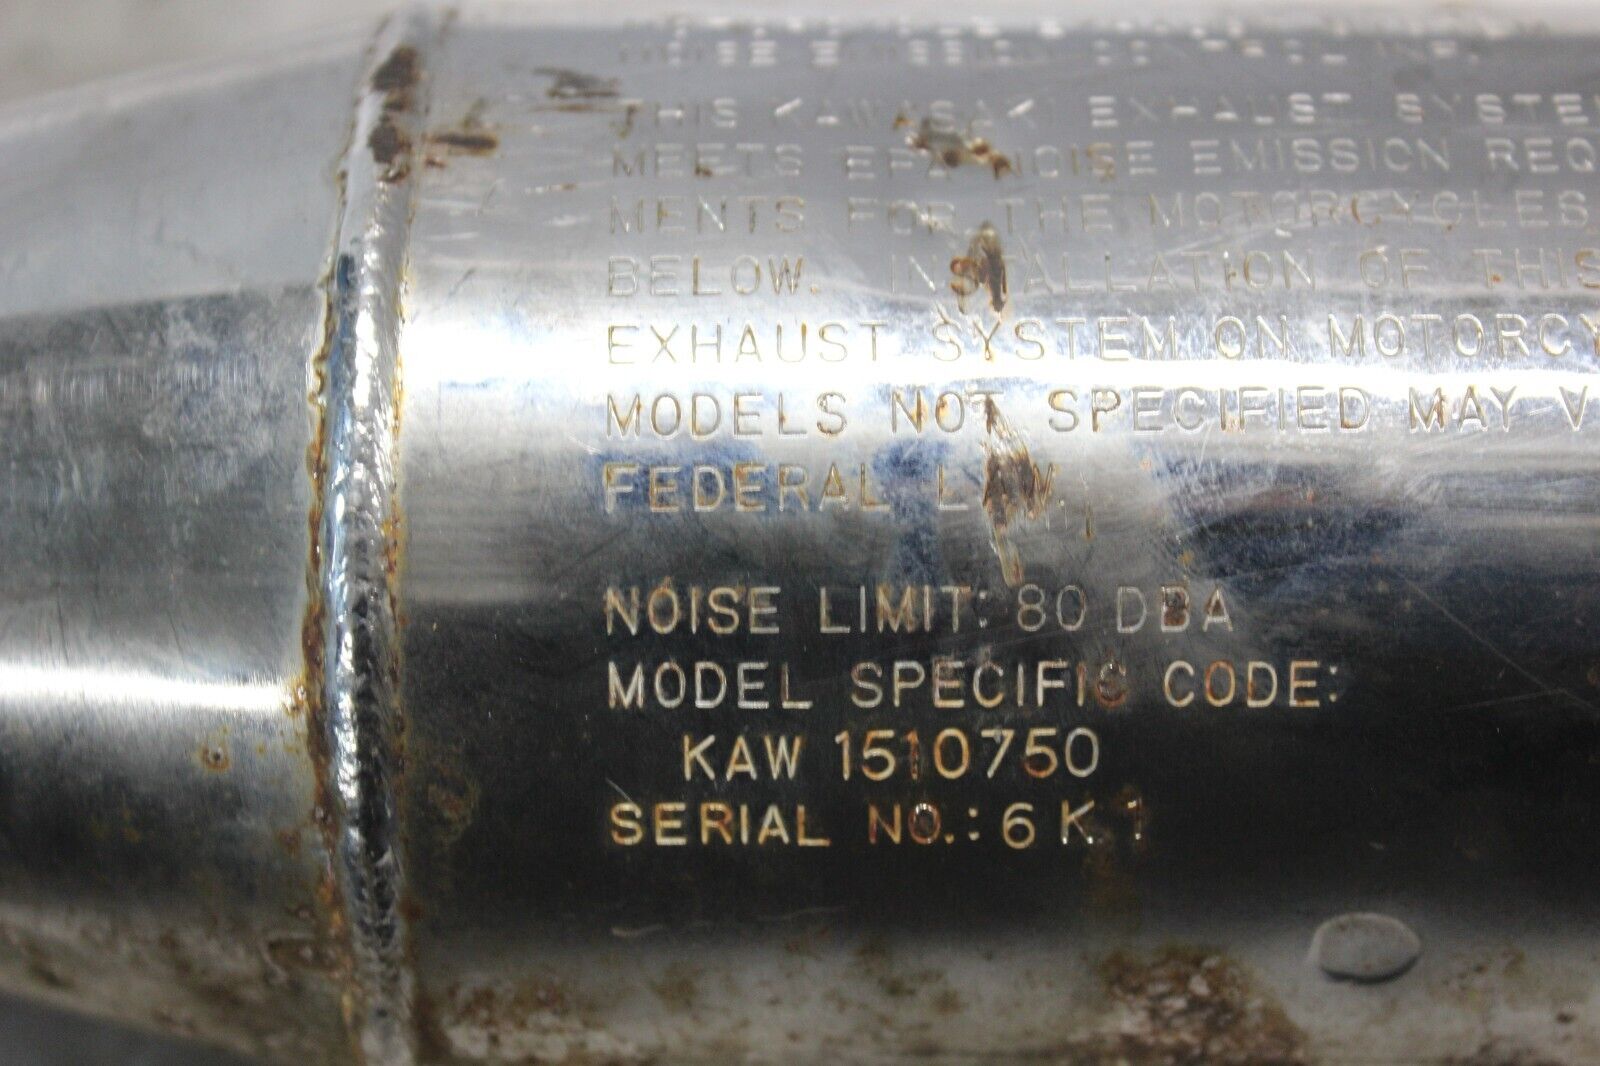 THIS KAWASAKI EXHAUST SYSTEM
MEETS EPA NOISE EMISSION REQ
MENTS FOR THE MOTORCYCLES
BELOW. INSTALLATION OF THIS
EXHAUST SYSTEM ON MOTORCY
MODELS NOT SPECIFIED MAY V
FEDERAL LAW.
NOISE LIMIT: 80 DBA
MODEL SPECIFIC CODE:
KAW 1510750
SERIAL NO.: 6 K 1